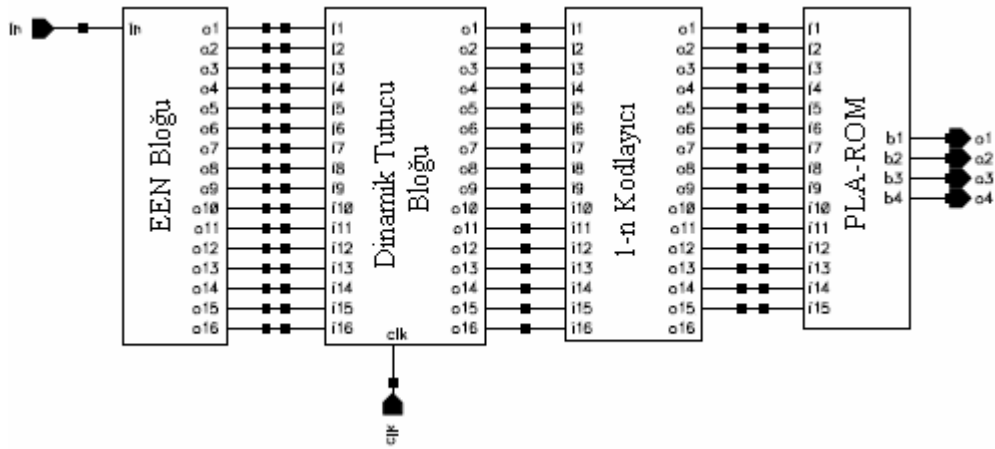 in
in
EEN Bloğu
o1
o2
o3
o4
o5
o6
o7
o8
o9
o10
o11
o12
o13
o14
o15
o16
i1
i2
i3
i4
i5
i6
i7
i8
i9
i10
i11
i12
i13
i14
i15
i16
Dinamik Tutucu
Bloğu
clk
clk
o1
o2
o3
o4
o5
o6
o7
o8
o9
o10
o11
o12
o13
o14
o15
o16
i1
i2
i3
i4
i5
i6
i7
i8
i9
i10
i11
i12
i13
i14
i15
i16
1-n Kodlayıcı
o1
o2
o3
o4
o5
o6
o7
o8
o9
o10
o11
o12
o13
o14
o15
o16
i1
i2
i3
i4
i5
i6
i7
i8
i9
i10
i11
i12
i13
i14
i15
PLA-ROM
b1
b2
b3
b4
o1
o2
o3
o4